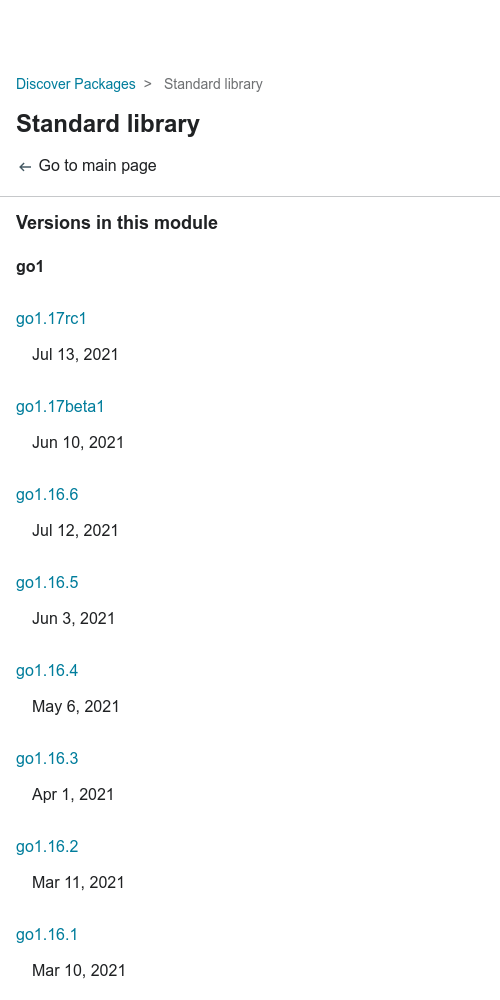 Discover Packages > Standard library
Standard library
← Go to main page
Versions in this module
go1
go1.17rc1
Jul 13, 2021
go1.17beta1
Jun 10, 2021
go1.16.6
Jul 12, 2021
go1.16.5
Jun 3, 2021
go1.16.4
May 6, 2021
go1.16.3
Apr 1, 2021
go1.16.2
Mar 11, 2021
go1.16.1
Mar 10, 2021